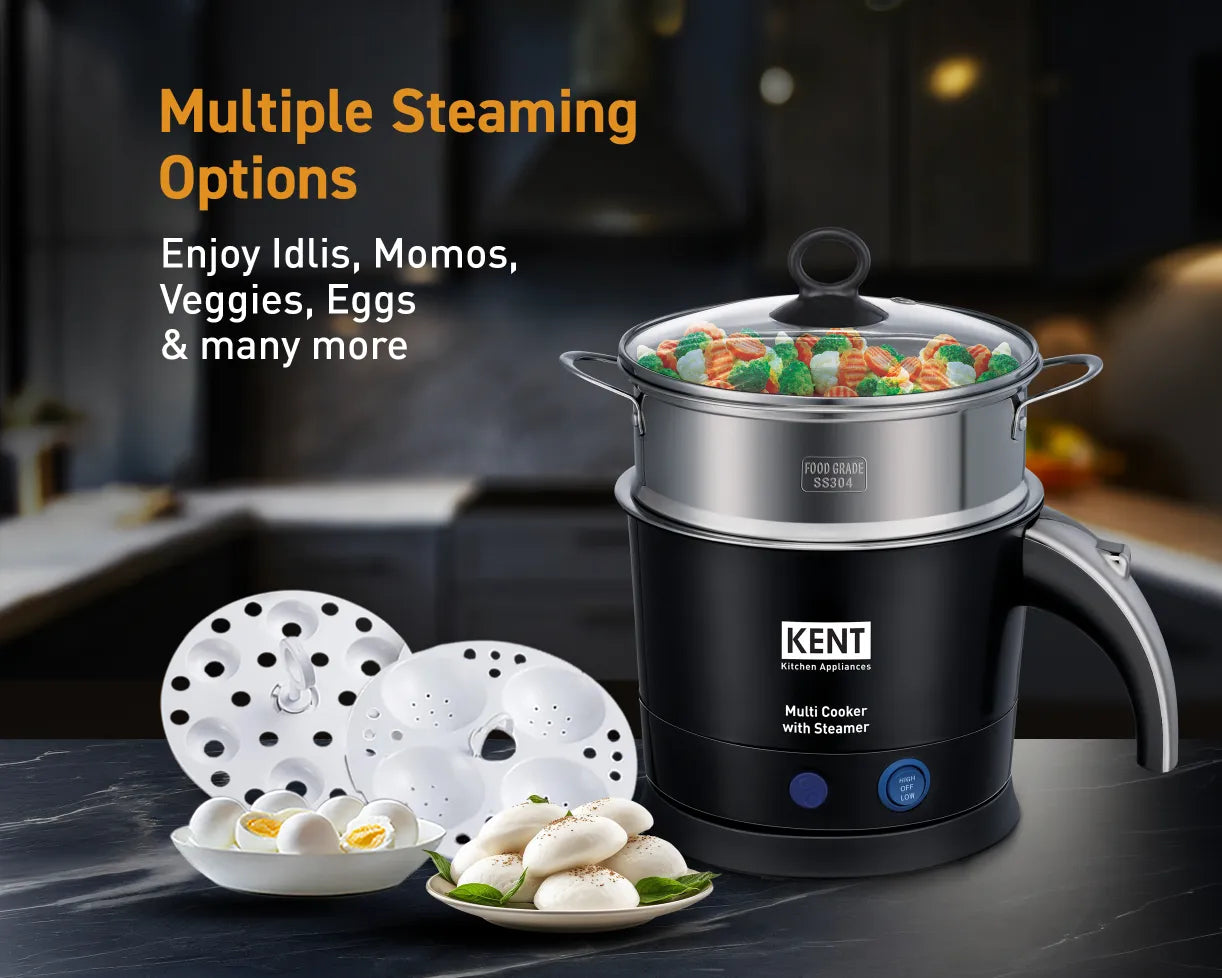 Multiple Steaming
Options
Enjoy Idlis, Momos,
Veggies, Eggs
& many more
FOOD GRADE
SS304
KENT
Kitchen Appliances
Multi Cooker
with Steamer
HIGH
OFF
LOW